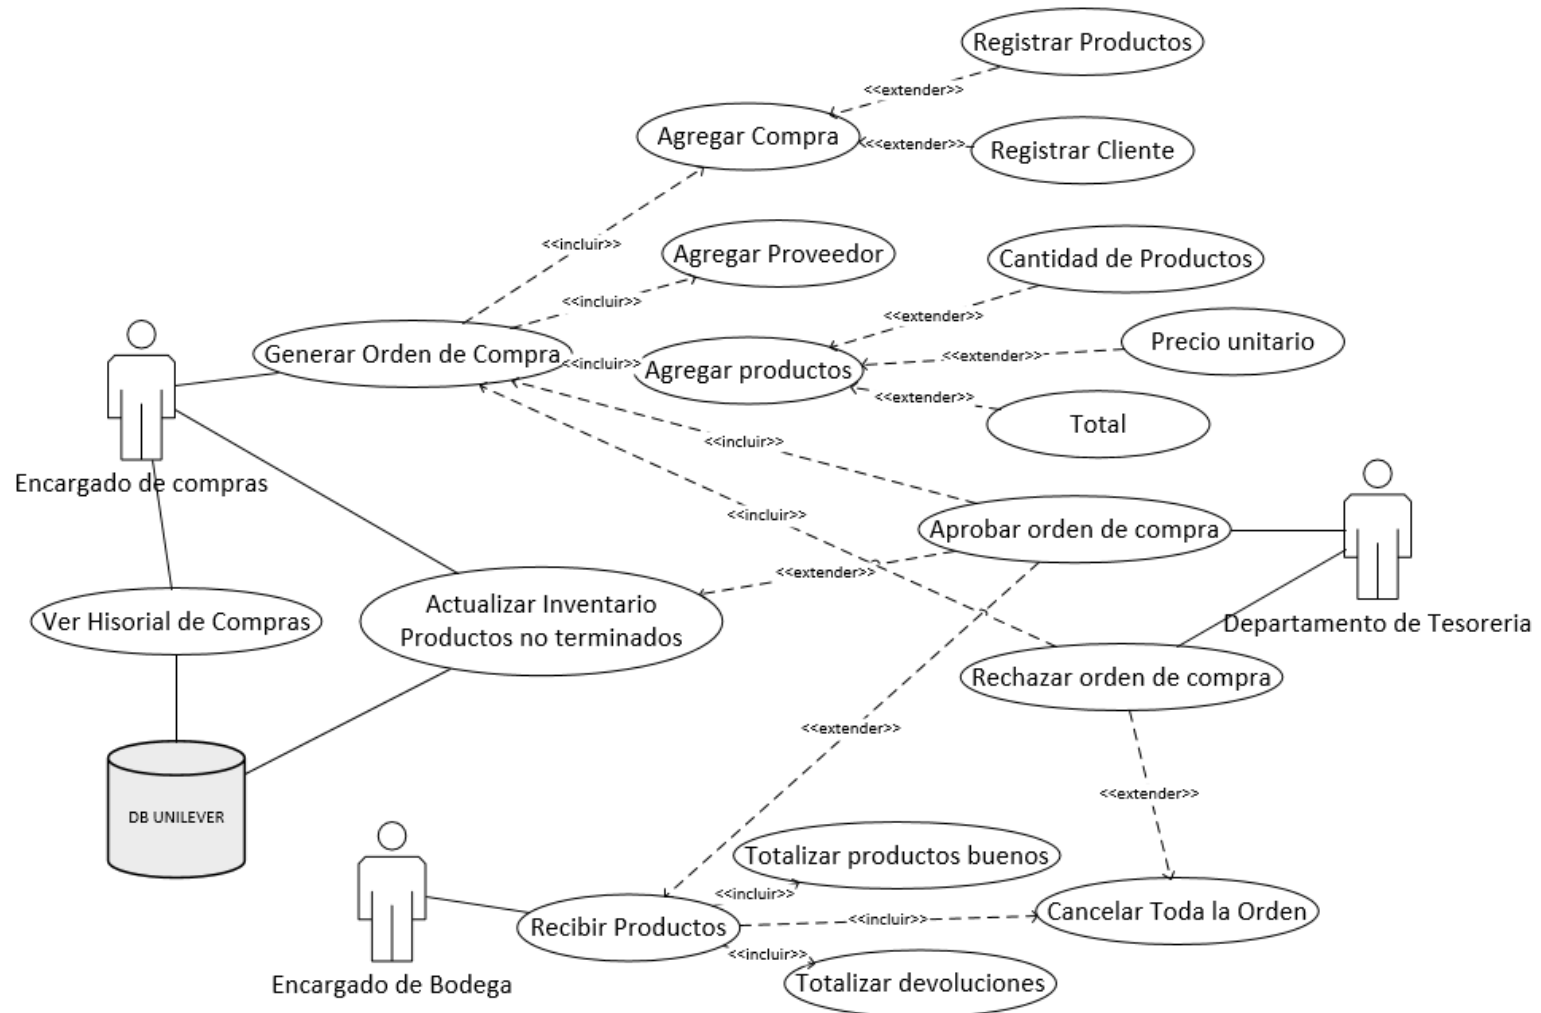 Registrar Productos
<<extender>>
Agregar Compra
<<extender>>
Registrar Cliente
<<incluir>>
Agregar Proveedor
Cantidad de Productos
<<incluir>>
<<extender>>
Generar Orden de Compra
<<incluir>>
Agregar productos
<<extender>>
Precio unitario
<<extender>>
Total
<<incluir>>
Encargado de compras
<<incluir>>
Aprobar orden de compra
<<extender>>
Ver Hisorial de Compras
Actualizar Inventario
Productos no terminados
Departamento de Tesoreria
Rechazar orden de compra
<<extender>>
<<extender>>
DB UNILEVER
Totalizar productos buenos
<<incluir>>
Recibir Productos
<<incluir>>
Cancelar Toda la Orden
<<incluir>>
Totalizar devoluciones
Encargado de Bodega